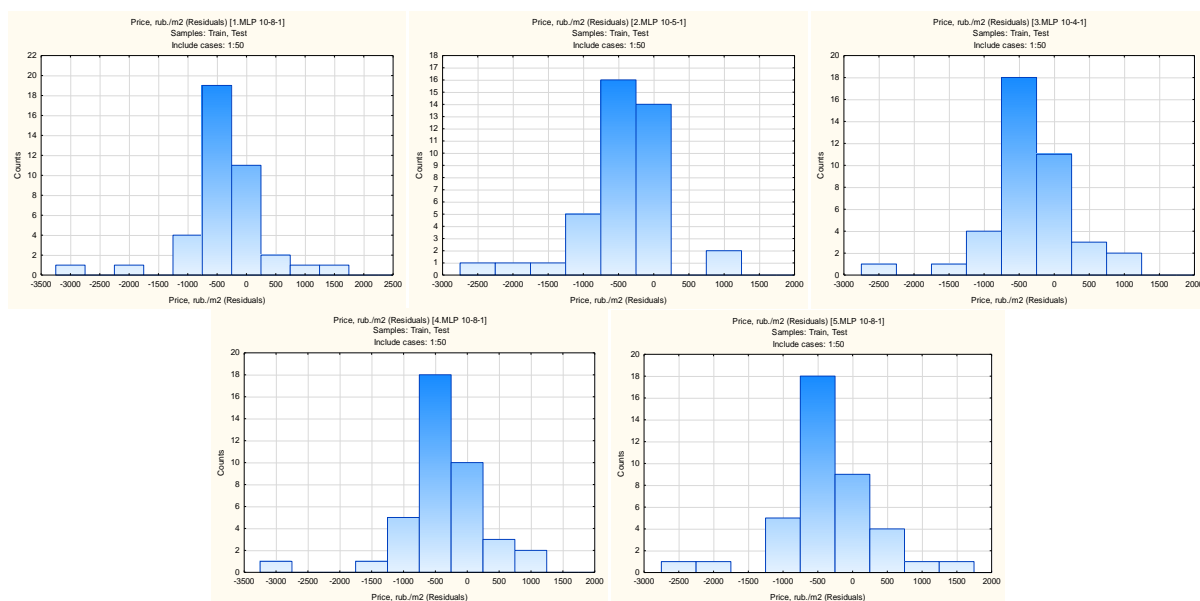 Price, rub./m2 (Residuals) [1.MLP 10-8-1]
Samples: Train, Test
Include cases: 1:50
22
20
18
16
14
12
10
8
6
4
2
0
Counts
-3500 -3000 -2500 -2000 -1500 -1000 -500 0 500 1000 1500 2000 2500
Price, rub./m2 (Residuals)
Price, rub./m2 (Residuals) [2.MLP 10-5-1]
Samples: Train, Test
Include cases: 1:50
18
17
16
15
14
13
12
11
10
9
8
7
6
5
4
3
2
1
0
Counts
-3000 -2500 -2000 -1500 -1000 -500 0 500 1000 1500 2000
Price, rub./m2 (Residuals)
Price, rub./m2 (Residuals) [3.MLP 10-4-1]
Samples: Train, Test
Include cases: 1:50
20
18
16
14
12
10
8
6
4
2
0
Counts
-3000 -2500 -2000 -1500 -1000 -500 0 500 1000 1500 2000
Price, rub./m2 (Residuals)
Price, rub./m2 (Residuals) [4.MLP 10-8-1]
Samples: Train, Test
Include cases: 1:50
20
18
16
14
12
10
8
6
4
2
0
Counts
-3500 -3000 -2500 -2000 -1500 -1000 -500 0 500 1000 1500 2000
Price, rub./m2 (Residuals)
Price, rub./m2 (Residuals) [5.MLP 10-8-1]
Samples: Train, Test
Include cases: 1:50
20
18
16
14
12
10
8
6
4
2
0
Counts
-3000 -2500 -2000 -1500 -1000 -500 0 500 1000 1500 2000
Price, rub./m2 (Residuals)